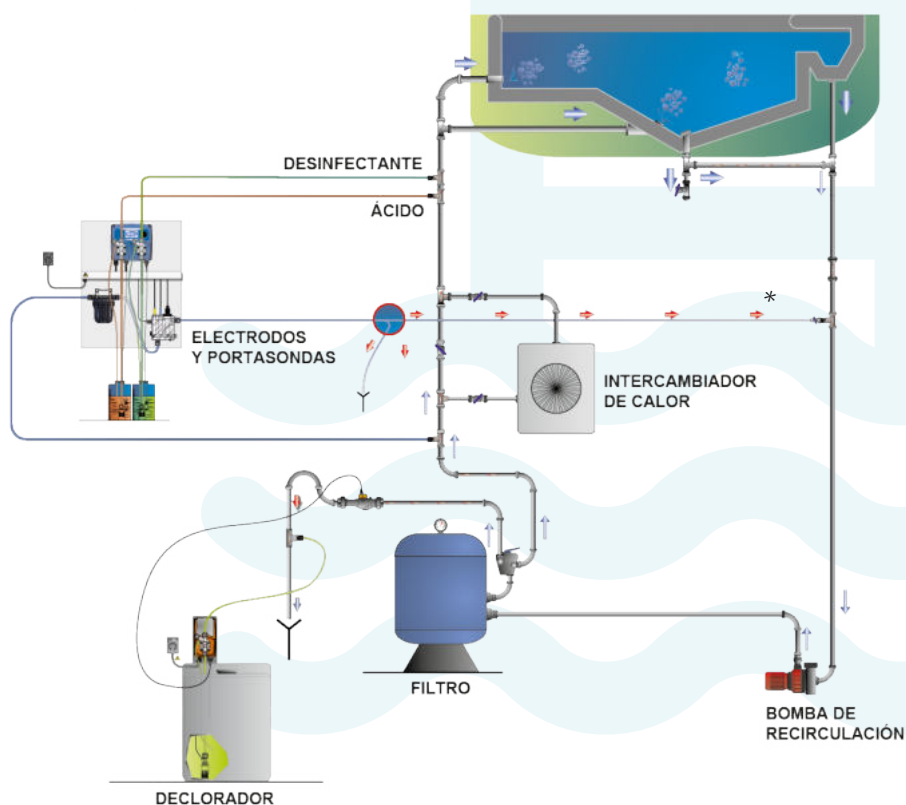 DESINFECTANTE
ÁCIDO
*
ELECTRODOS
Y PORTASONDAS
INTERCAMBIADOR
DE CALOR
FILTRO
BOMBA DE
RECIRCULACIÓN
DECLORADOR